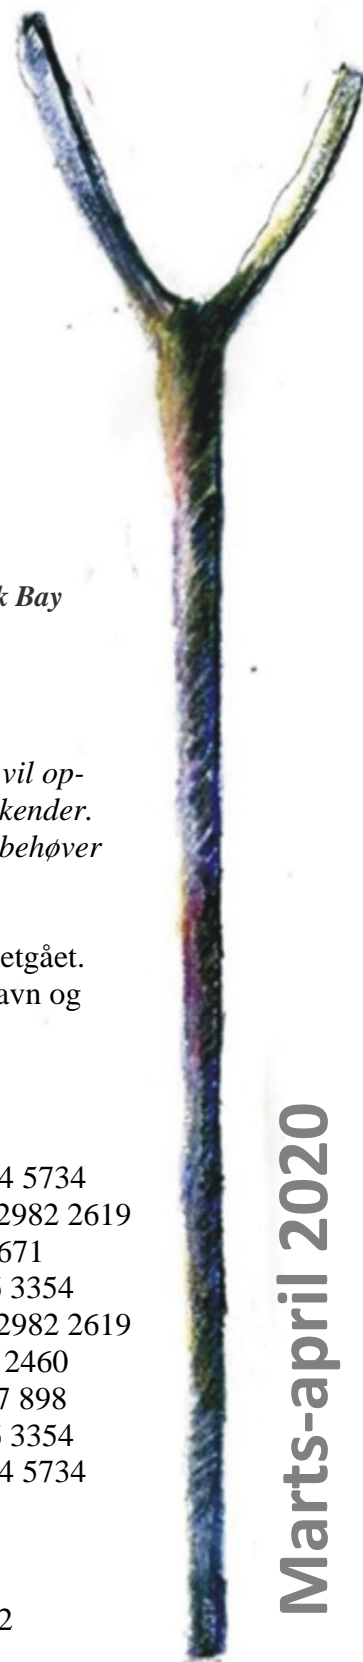 k Bay
vil op-
kender.
behøver
etgået.
avn og
4 5734
2982 2619
671
3354
2982 2619
2460
7 898
3354
4 5734
2
Marts-april 2020